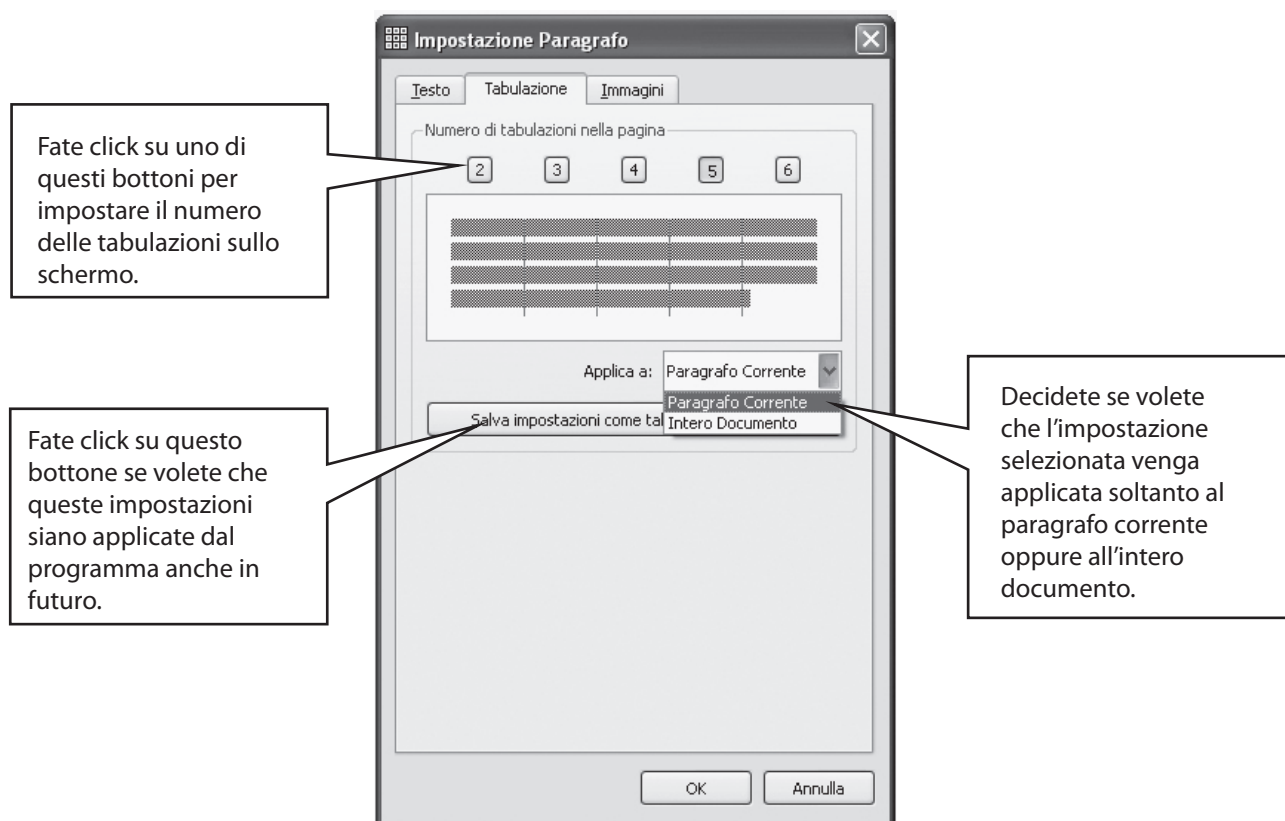 Impostazione Paragrafo
Testo Tabulazione Immagini
Numero di tabulazioni nella pagina
2 3 4 5 6
Fate click su uno di
questi bottoni per
impostare il numero
delle tabulazioni sullo
schermo.
Applica a: Paragrafo Corrente
Paragrafo Corrente
Intero Documento
Salva impostazioni come
Fate click su questo
bottone se volete che
queste impostazioni
siano applicate dal
programma anche in
futuro.
Decidete se volete
che l’impostazione
selezionata venga
applicata soltanto al
paragrafo corrente
oppure all’intero
documento.
OK Annulla